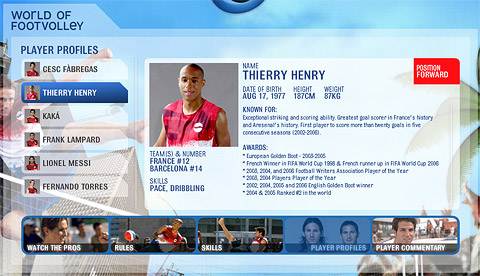 WORLD OF
FOOTVOLLEY
PLAYER PROFILES
CESC FÀBREGAS
THIERRY HENRY
KAKÁ
FRANK LAMPARD
LIONEL MESSI
FERNANDO TORRES
TEAM(S) & NUMBER
FRANCE #12
BARCELONA #14
SKILLS
PACE, DRIBBLING
NAME
THIERRY HENRY
DATE OF BIRTH HEIGHT WEIGHT
AUG 17, 1977 187CM 87KG
POSITION
FORWARD
KNOWN FOR:
Exceptional striking and scoring ability. Greatest goal scorer in France's history
and Aresenal's history. First player to score more than twenty goals in five
consecutive seasons (2002-2006).
AWARDS:
* European Golden Boot - 2003-2005
* French Winner in FIFA World CUP 1998 & French runner up in FIFA World CUP 2006
* 2003, 2004, and 2006 Football Writers Association Player of the Year
* 2003, 2004 Players Player of the Year
* 2002, 2004, 2005 and 2006 English Golden Boot winner
* 2004 & 2005 Ranked #2 in the world
WATCH THE PROS
RULES
SKILLS
PLAYER PROFILES
PLAYER COMMENTARY